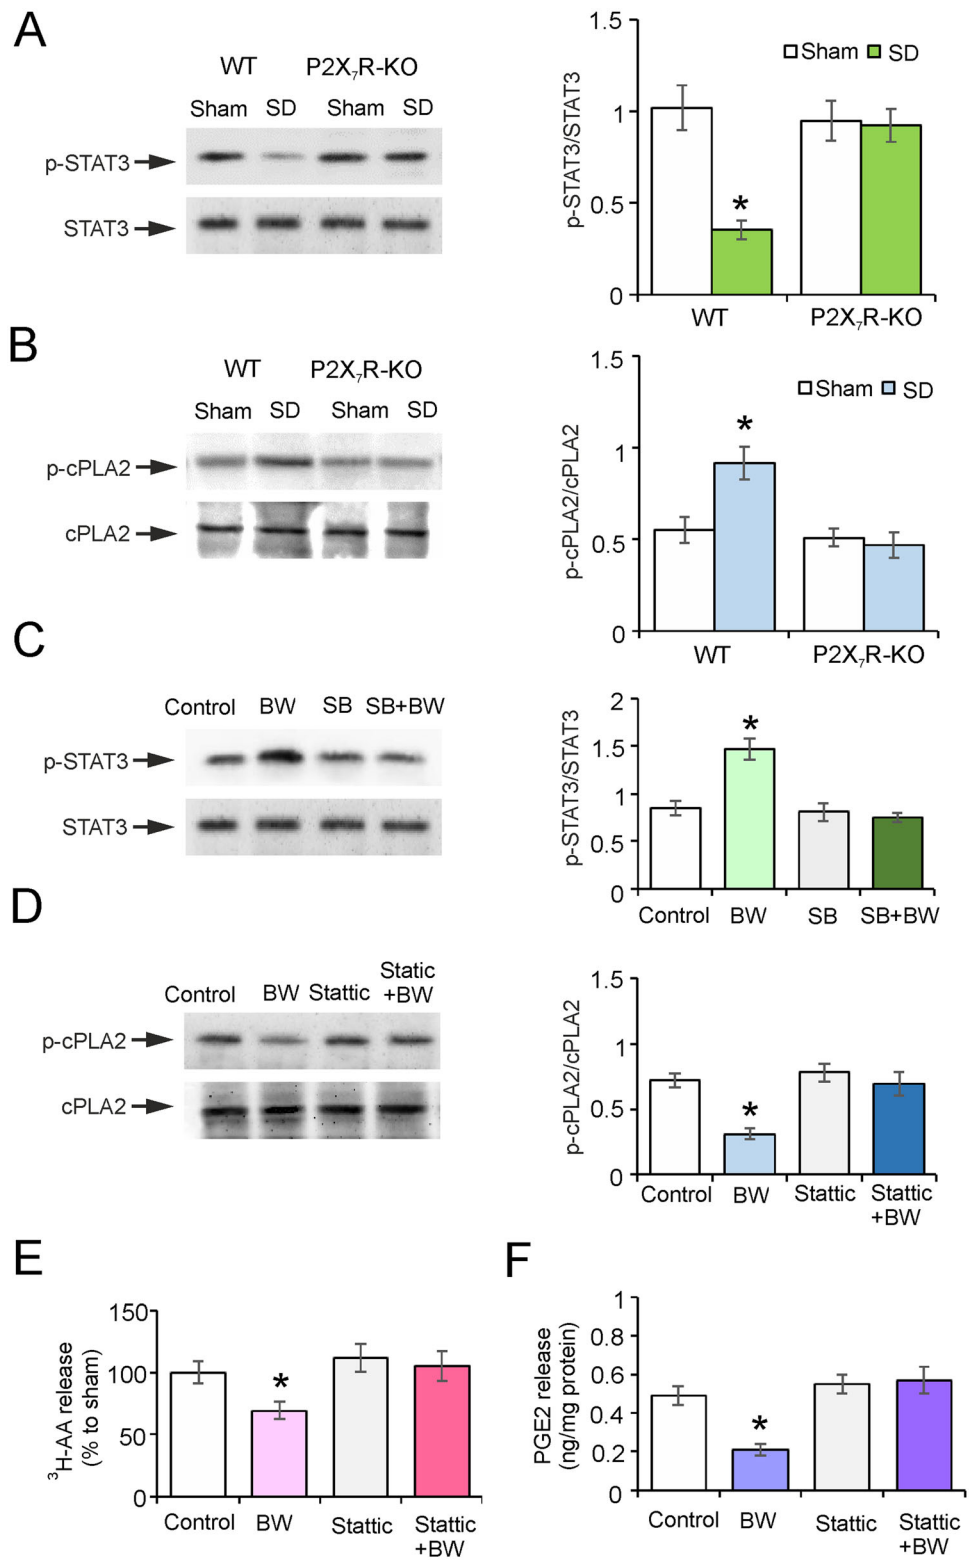 A
WT P2X₇R-KO
Sham SD Sham SD
p-STAT3
STAT3
1.5
1
0.5
0
p-STAT3/STAT3
Sham SD
*
WT P2X₇R-KO
B
WT P2X₇R-KO
Sham SD Sham SD
p-cPLA2
cPLA2
1.5
1
0.5
0
p-cPLA2/cPLA2
Sham SD
*
WT P2X₇R-KO
C
Control BW SB SB+BW
p-STAT3
STAT3
2
1.5
1
0.5
0
p-STAT3/STAT3
*
Control BW SB SB+BW
D
Control BW Stattic Static
+BW
p-cPLA2
cPLA2
1.5
1
0.5
0
p-cPLA2/cPLA2
*
Control BW Stattic Stattic
+BW
E
150
100
50
0
³H-AA release
(% to sham)
*
Control BW Stattic Stattic
+BW
F
1
0.8
0.6
0.4
0.2
0
PGE2 release
(ng/mg protein)
*
Control BW Stattic Stattic
+BW